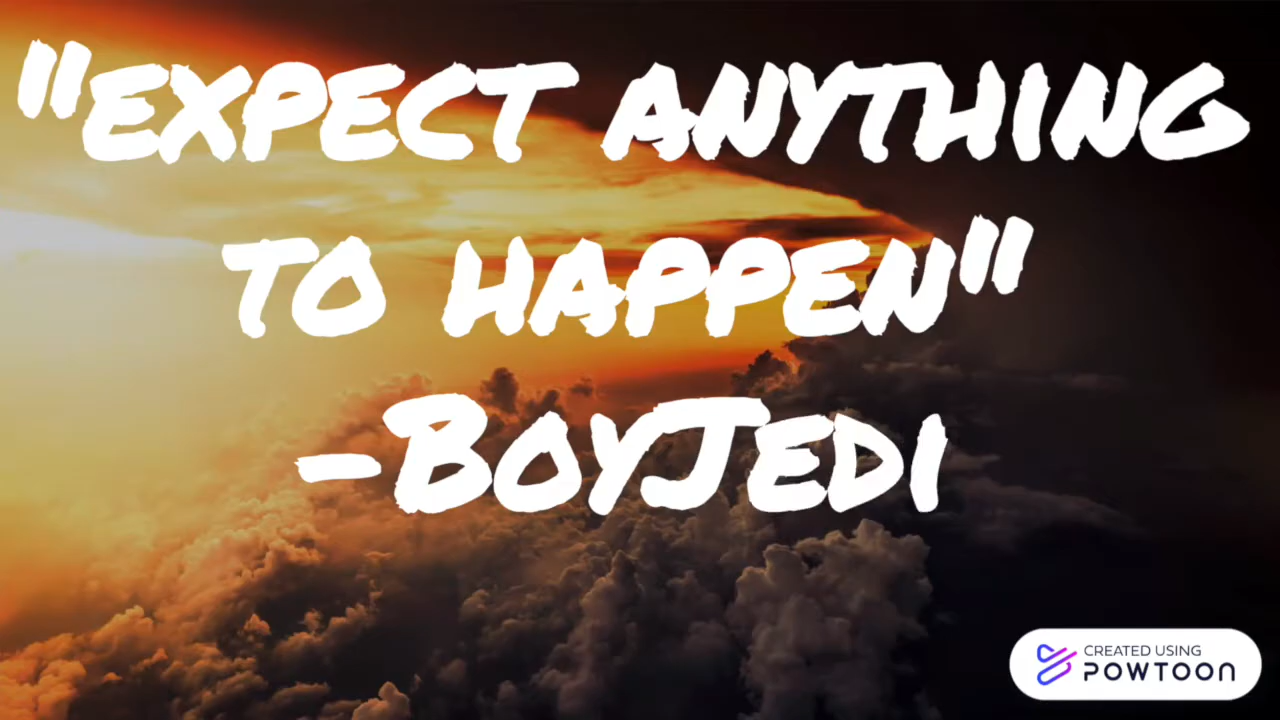 "EXPECT ANYTHING
TO HAPPEN"
-BOYJEDI
CREATED USING
POWTOON